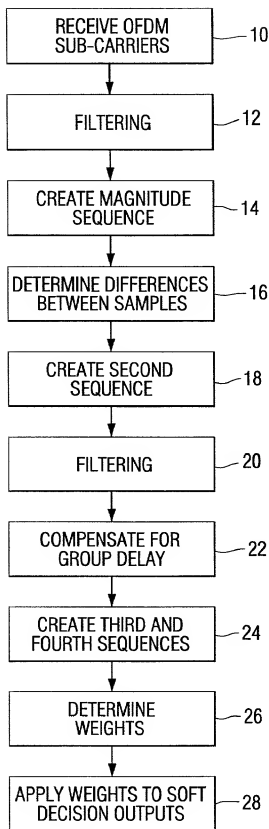 RECEIVE OFDM
SUB-CARRIERS
10
FILTERING
12
CREATE MAGNITUDE
SEQUENCE
14
DETERMINE DIFFERENCES
BETWEEN SAMPLES
16
CREATE SECOND
SEQUENCE
18
FILTERING
20
COMPENSATE FOR
GROUP DELAY
22
CREATE THIRD AND
FOURTH SEQUENCES
24
DETERMINE
WEIGHTS
26
APPLY WEIGHTS TO SOFT
DECISION OUTPUTS
28